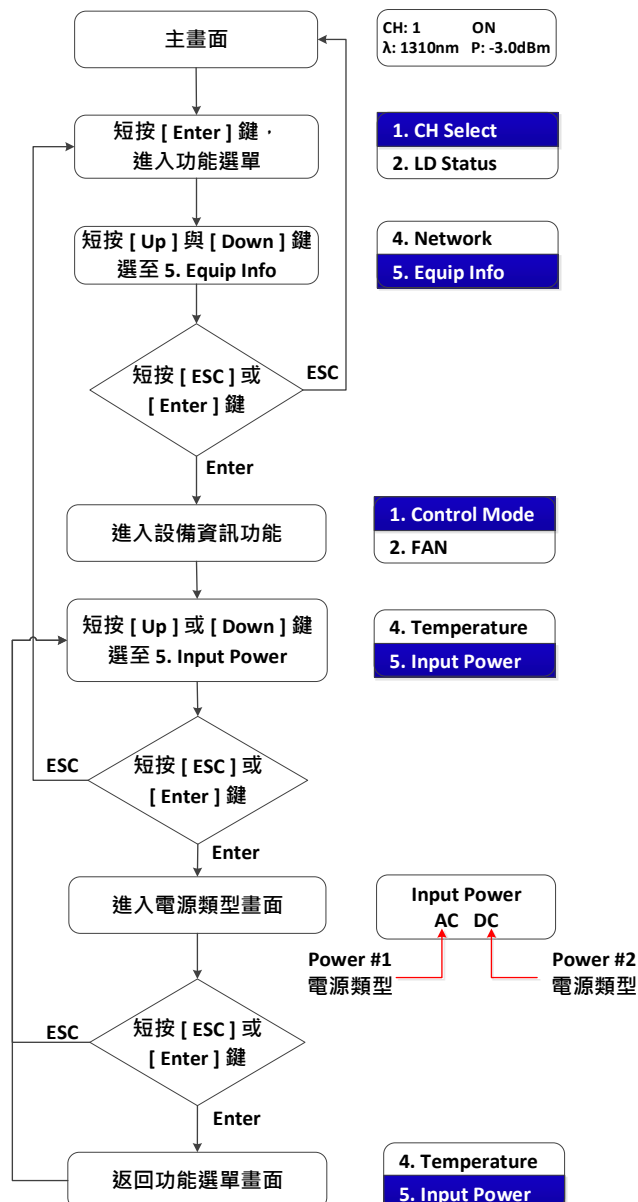 主畫面
CH: 1 ON
λ: 1310nm P: -3.0dBm
短按 [ Enter ] 鍵，
進入功能選單
1. CH Select
2. LD Status
短按 [ Up ] 與 [ Down ] 鍵
選至 5. Equip Info
4. Network
5. Equip Info
短按 [ ESC ] 或
[ Enter ] 鍵
ESC
Enter
進入設備資訊功能
1. Control Mode
2. FAN
短按 [ Up ] 或 [ Down ] 鍵
選至 5. Input Power
4. Temperature
5. Input Power
短按 [ ESC ] 或
[ Enter ] 鍵
ESC
Enter
進入電源類型畫面
Input Power
AC DC
Power #1
電源類型
Power #2
電源類型
短按 [ ESC ] 或
[ Enter ] 鍵
ESC
Enter
返回功能選單畫面
4. Temperature
5. Input Power